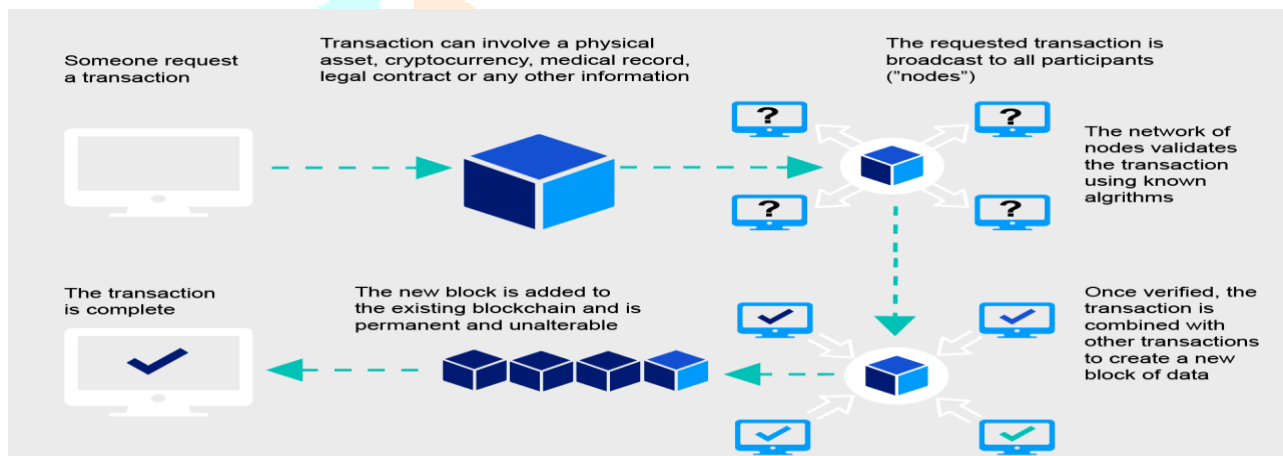 Someone request
a transaction
Transaction can involve a physical
asset, cryptocurrency, medical record,
legal contract or any other information
The requested transaction is
broadcast to all participants
("nodes")
?
?
?
?
The network of
nodes validates
the transaction
using known
algrithms
The transaction
is complete
The new block is added to
the existing blockchain and is
permanent and unalterable
Once verified, the
transaction is
combined with
other transactions
to create a new
block of data